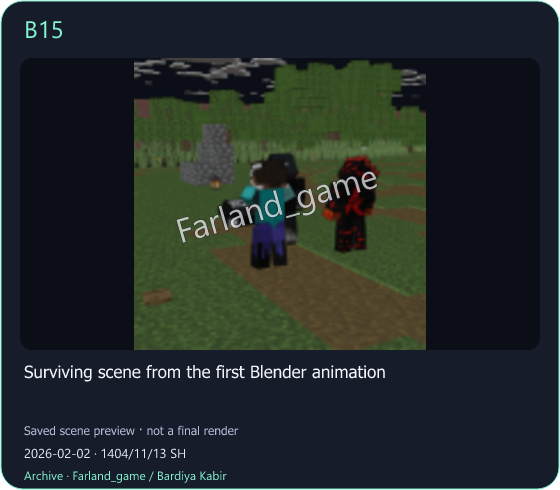 B15
Farland_game
Surviving scene from the first Blender animation
Saved scene preview · not a final render
2026-02-02 · 1404/11/13 SH
Archive · Farland_game / Bardiya Kabir